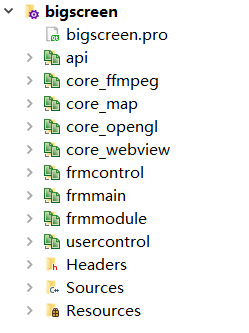 bigscreen
bigscreen.pro
api
core_ffmpeg
core_map
core_opengl
core_webview
frmcontrol
frmmain
frmmodule
usercontrol
Headers
Sources
Resources